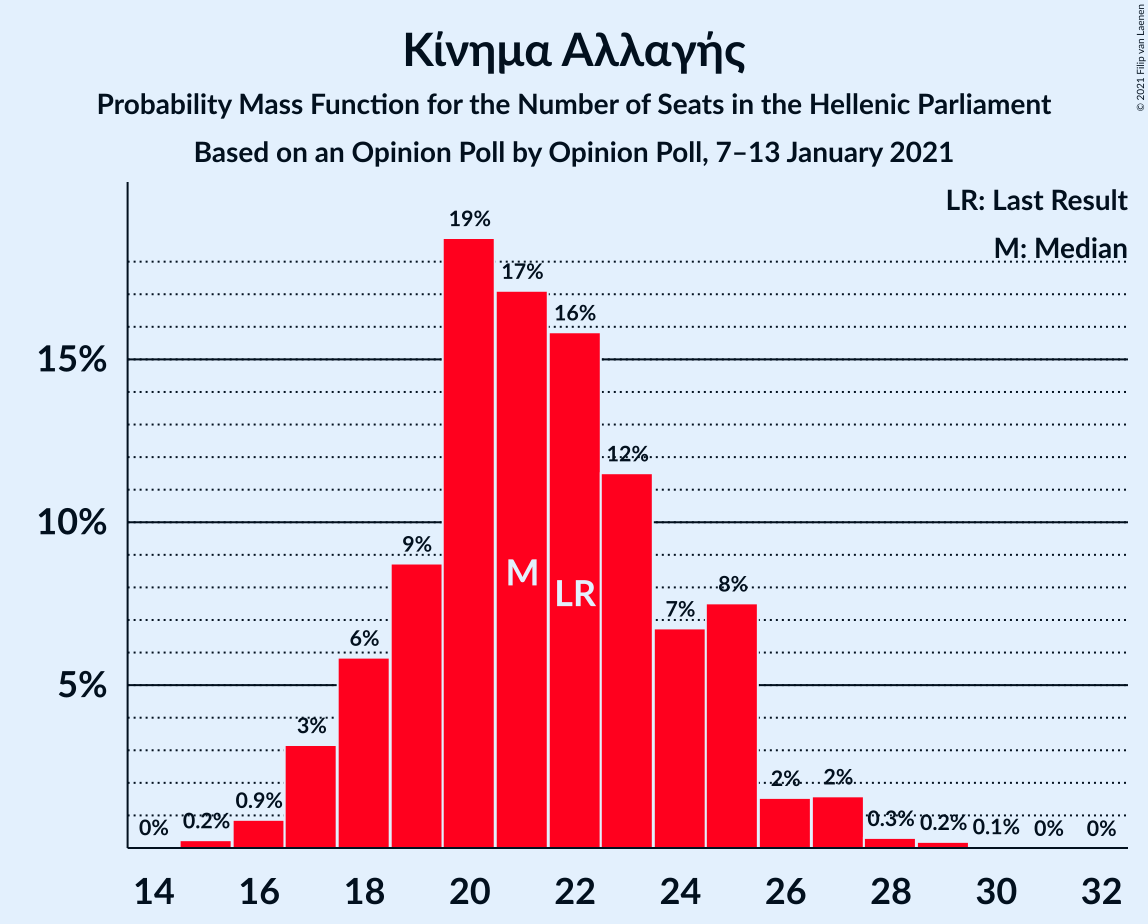 Κίνημα Αλλαγής
Probability Mass Function for the Number of Seats in the Hellenic Parliament
Based on an Opinion Poll by Opinion Poll, 7–13 January 2021
© 2021 Filip van Laenen
LR: Last Result
M: Median
15%
10%
5%
0%
0.2%
0.9%
3%
6%
9%
19%
17%
16%
12%
7%
8%
2%
2%
0.3%
0.2%
0.1%
0%
0%
M
LR
14 16 18 20 22 24 26 28 30 32